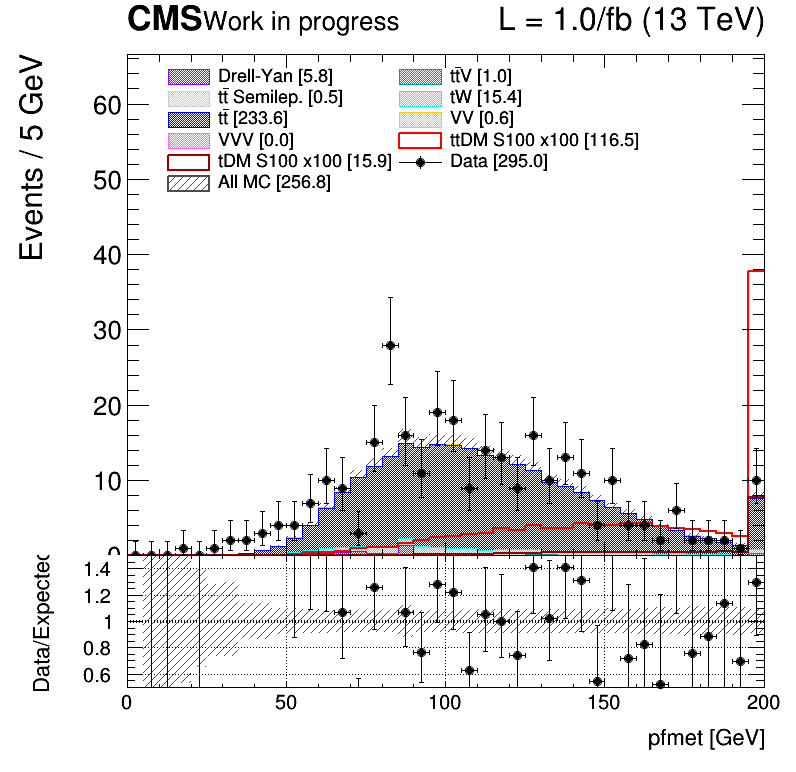 CMS Work in progress L = 1.0/fb (13 TeV)
Events / 5 GeV
Drell-Yan [5.8] tt̄V [1.0]
tt̄ Semilep. [0.5] tW [15.4]
tt̄ [233.6] VV [0.6]
VVV [0.0] ttDM S100 x100 [116.5]
tDM S100 x100 [15.9] Data [295.0]
All MC [256.8]
60
50
40
30
20
10
0
Data/Expected
1.4
1.2
1
0.8
0.6
0 50 100 150 200
pfmet [GeV]